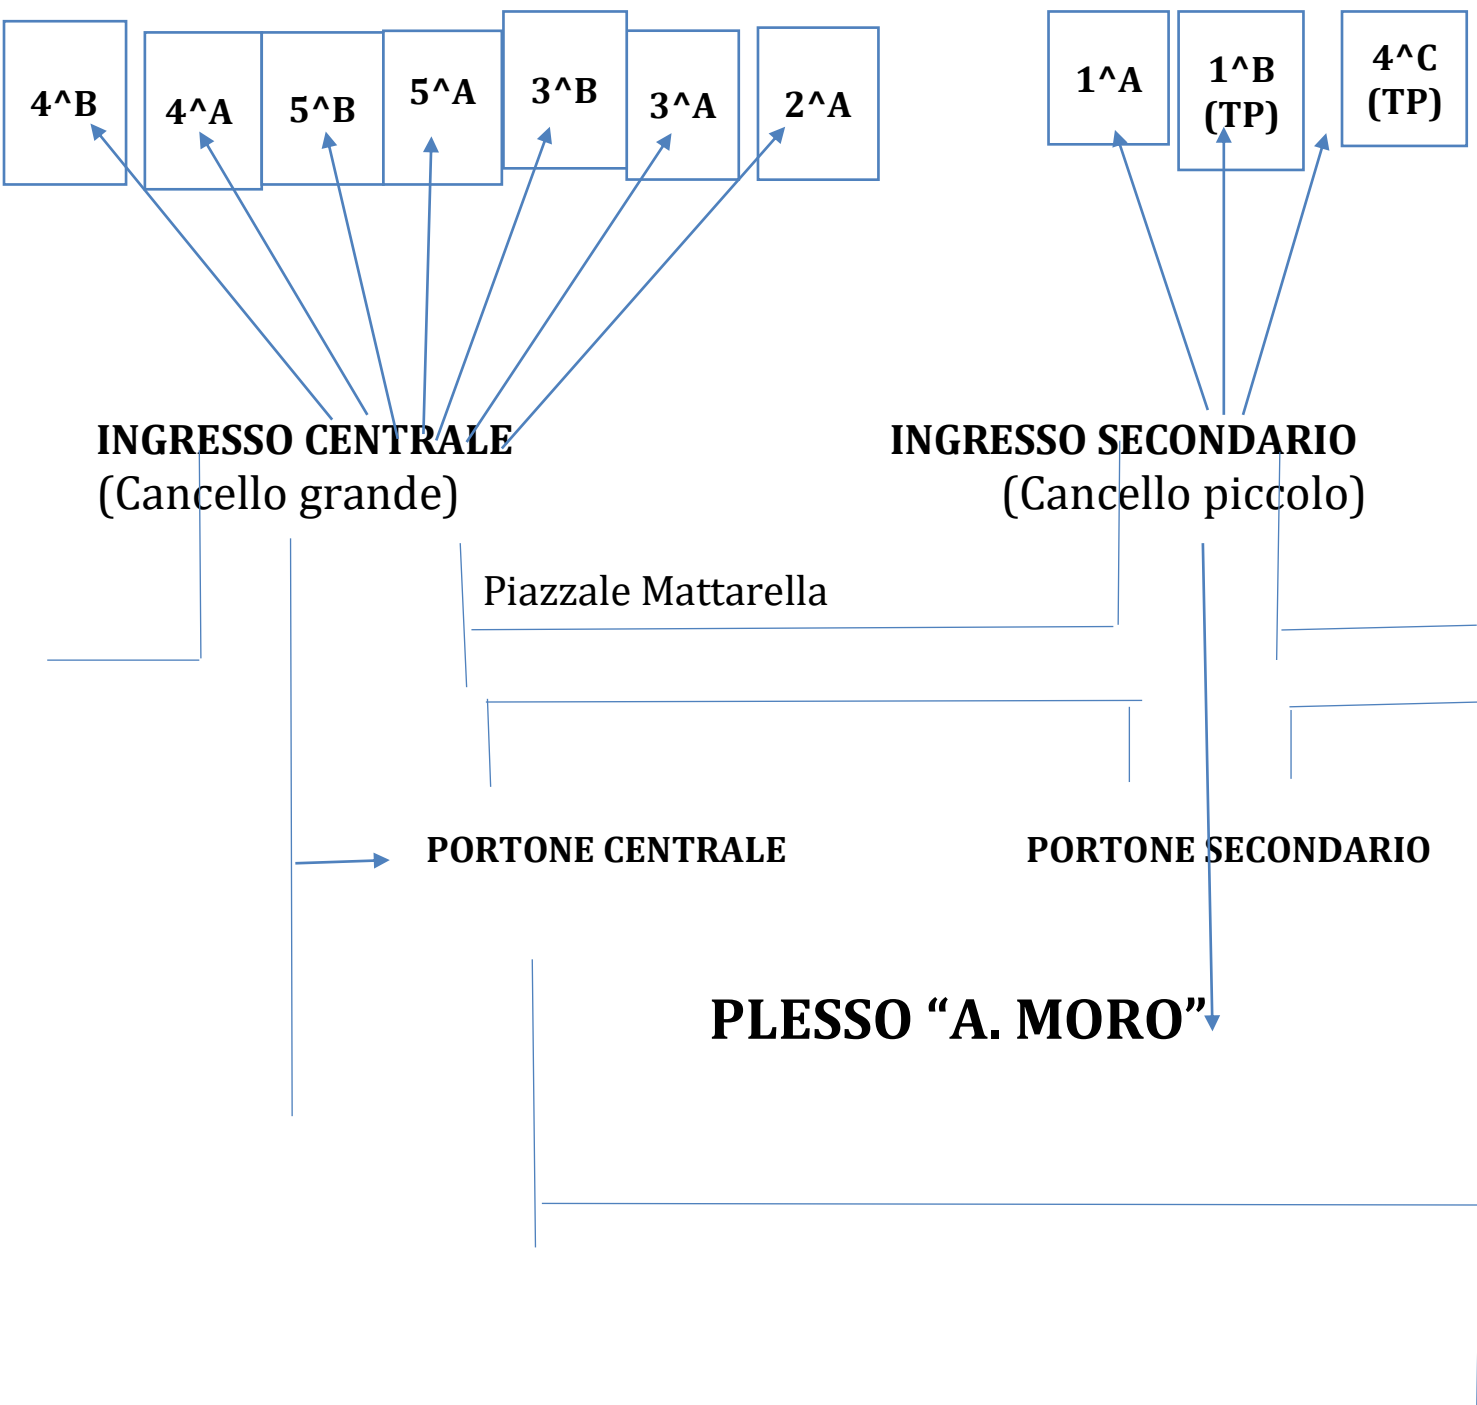 4^B
4^A
5^B
5^A
3^B
3^A
2^A
1^A
1^B
(TP)
4^C
(TP)
INGRESSO CENTRALE
(Cancello grande)
INGRESSO SECONDARIO
(Cancello piccolo)
Piazzale Mattarella
PORTONE CENTRALE
PORTONE SECONDARIO
PLESSO “A. MORO”